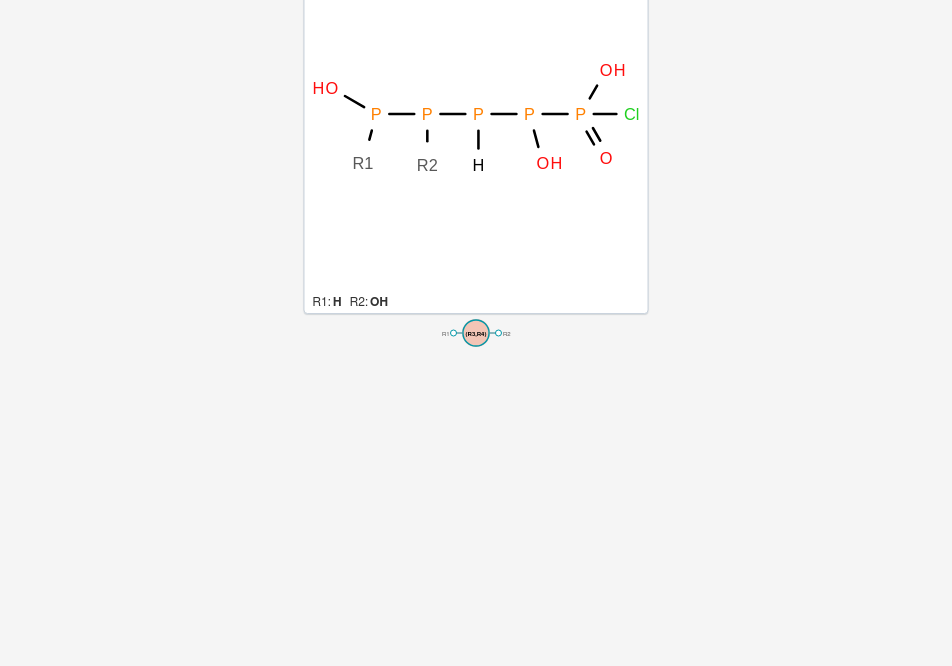 OH
HO
P P P P P Cl
R1 R2 H OH O
R1: H R2: OH
R1 (R3,R4) R2